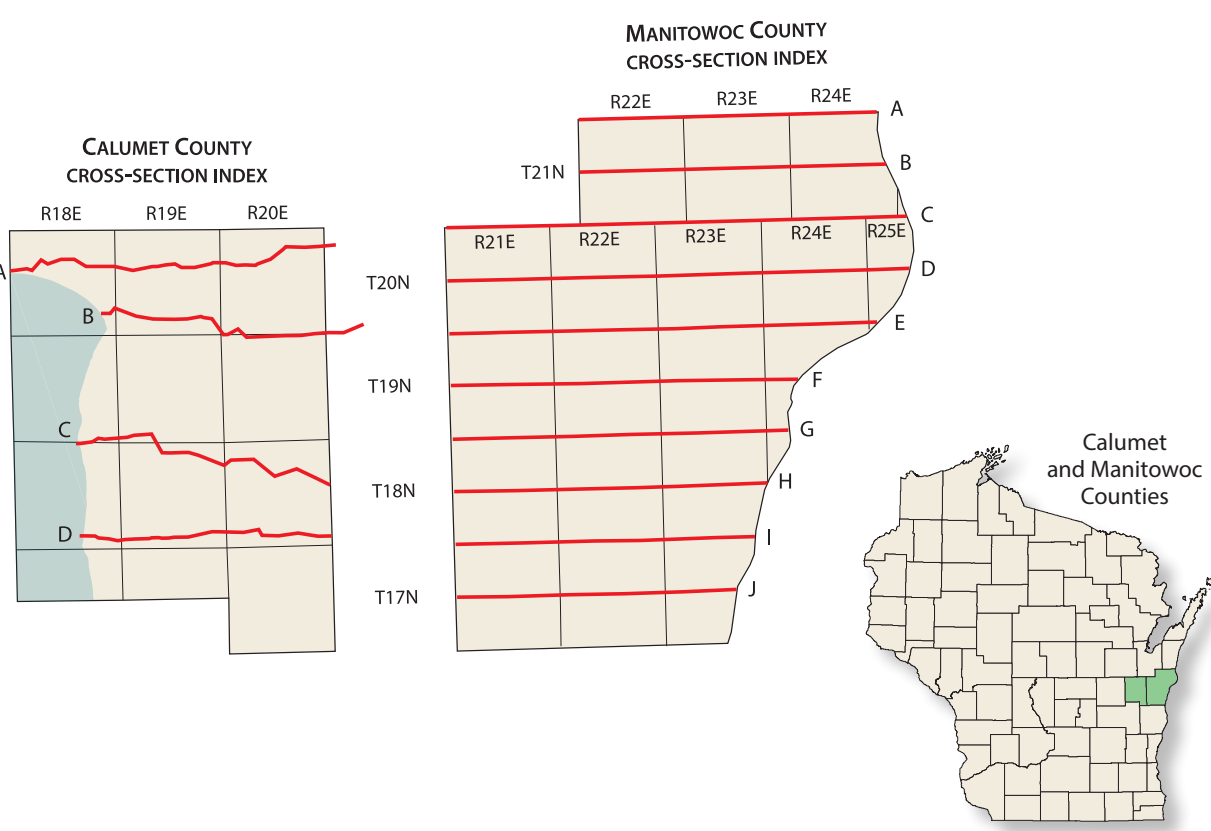 MANITOWOC COUNTY
CROSS-SECTION INDEX
R22E R23E R24E
A
T21N
B
C
R21E R22E R23E R24E R25E
T20N
D
E
T19N
F
G
T18N
H
I
T17N
J
CALUMET COUNTY
CROSS-SECTION INDEX
R18E R19E R20E
A
B
C
D
Calumet
and Manitowoc
Counties